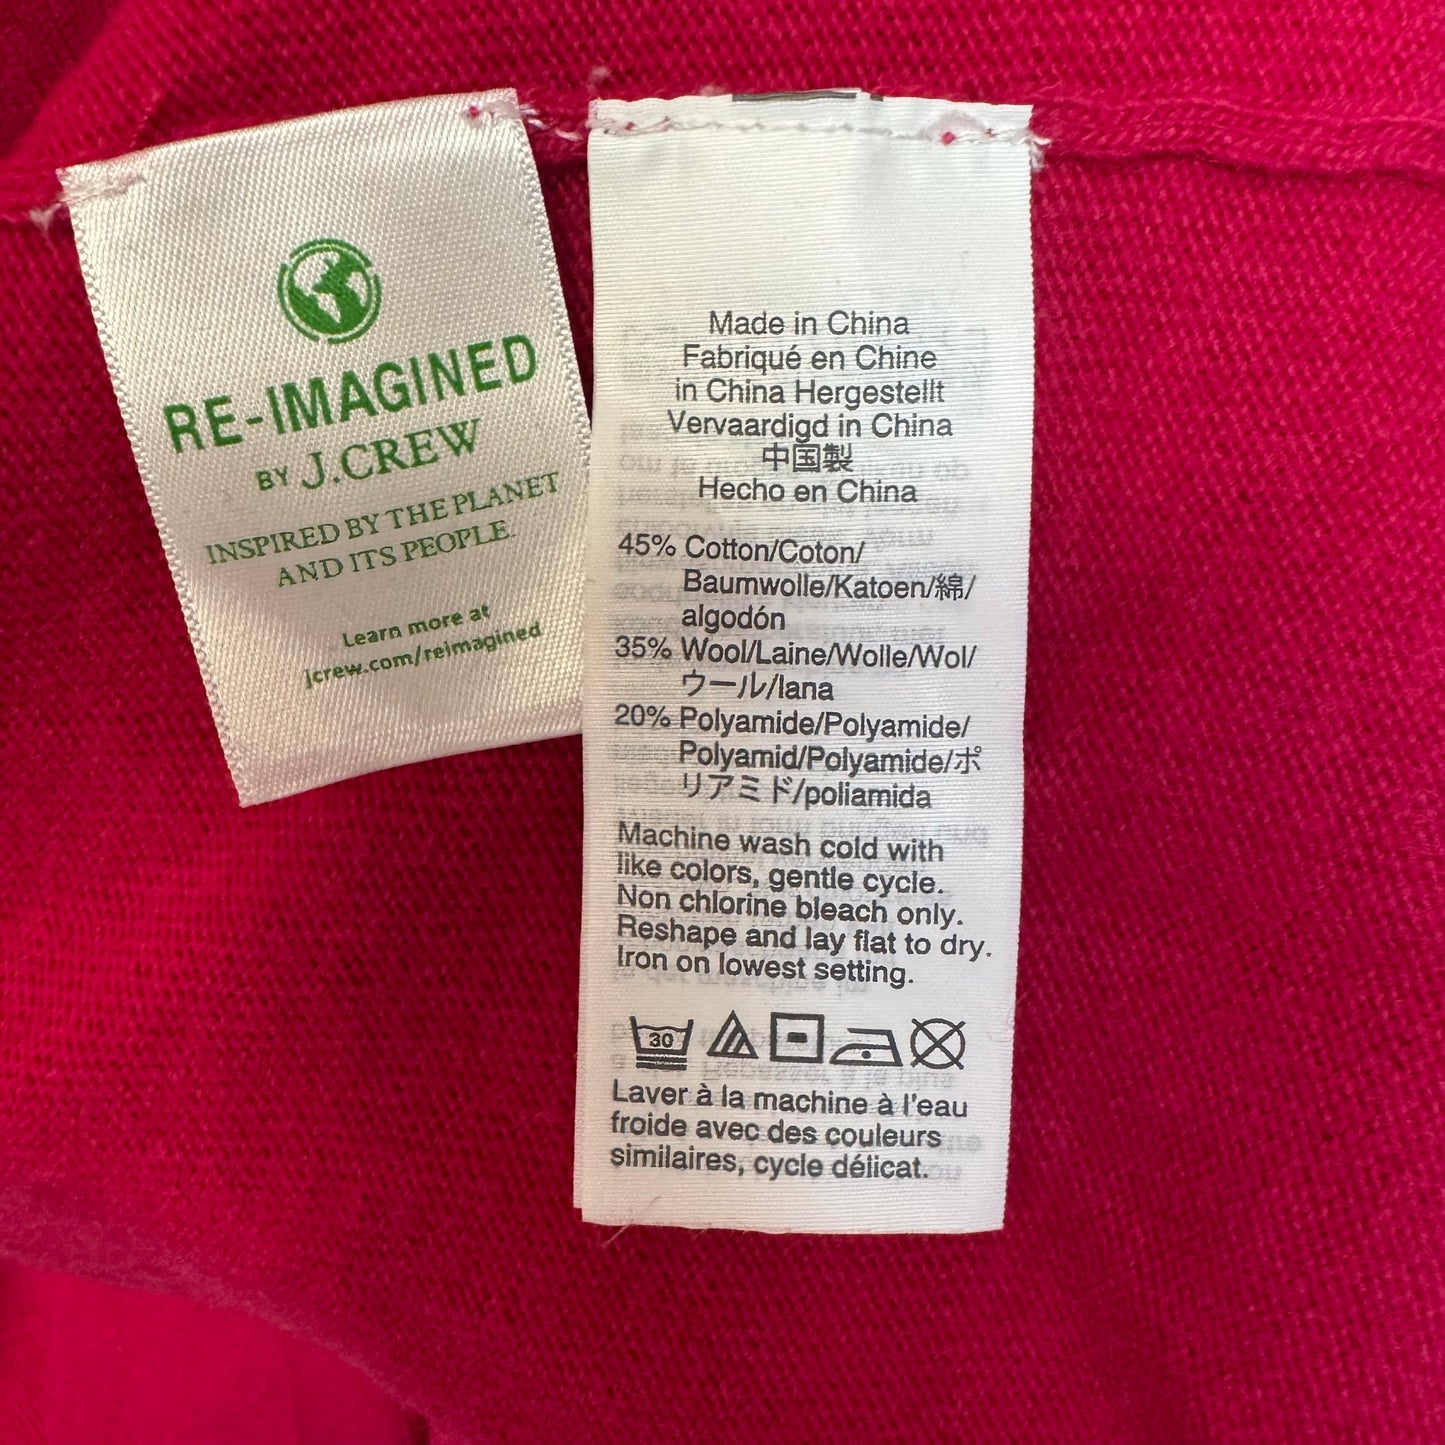 RE-IMAGINED
BY J.CREW
INSPIRED BY THE PLANET
AND ITS PEOPLE.
Learn more at
jcrew.com/reimagined
Made in China
Fabriqué en Chine
in China Hergestellt
Vervaardigd in China
中国製
Hecho en China
45% Cotton/Coton/
Baumwolle/Katoen/綿/
algodón
35% Wool/Laine/Wolle/Wol/
ウール/lana
20% Polyamide/Polyamide/
Polyamid/Polyamide/ポ
リアミド/poliamida
Machine wash cold with
like colors, gentle cycle.
Non chlorine bleach only.
Reshape and lay flat to dry.
Iron on lowest setting.
30
Laver à la machine à l'eau
froide avec des couleurs
similaires, cycle délicat.